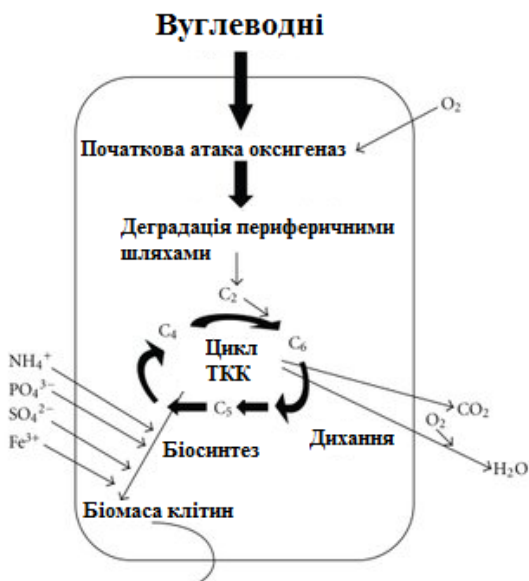 Вуглеводні
O₂
Початкова атака оксигеназ
Деградація периферичними
шляхами
C₂
C₄
C₆
Цикл
ТКК
NH₄⁺
PO₄³⁻
SO₄²⁻
Fe³⁺
C₅
CO₂
O₂
Дихання
Біосинтез
H₂O
Біомаса клітин